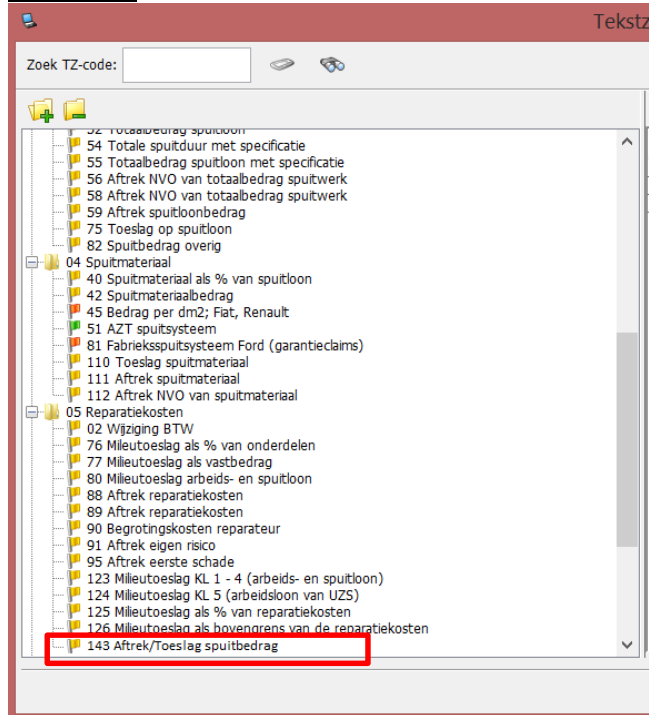 Tekstz
Zoek TZ-code:
52 Totaalbedrag spuitloon
54 Totale spuitduur met specificatie
55 Totaalbedrag spuitloon met specificatie
56 Aftrek NVO van totaalbedrag spuitwerk
58 Aftrek NVO van totaalbedrag spuitwerk
59 Aftrek spuitloonbedrag
75 Toeslag op spuitloon
82 Spuitbedrag overig
04 Spuitmateriaal
40 Spuitmateriaal als % van spuitloon
42 Spuitmateriaalbedrag
45 Bedrag per dm2; Fiat, Renault
51 AZT spuitsysteem
81 Fabrieksspuitsysteem Ford (garantieclaims)
110 Toeslag spuitmateriaal
111 Aftrek spuitmateriaal
112 Aftrek NVO van spuitmateriaal
05 Reparatiekosten
02 Wijziging BTW
76 Mileutoeslag als % van onderdelen
77 Milieutoeslag als vastbedrag
80 Milieutoeslag arbeids- en spuitloon
88 Aftrek reparatiekosten
89 Aftrek reparatiekosten
90 Begrotingskosten reparateur
91 Aftrek eigen risico
95 Aftrek eerste schade
123 Milieutoeslag KL 1 - 4 (arbeids- en spuitloon)
124 Milieutoeslag KL 5 (arbeidsloon van UZS)
125 Milieutoeslag als % van reparatiekosten
126 Milieutoeslag als bovengrens van de reparatiekosten
143 Aftrek/Toeslag spuitbedrag